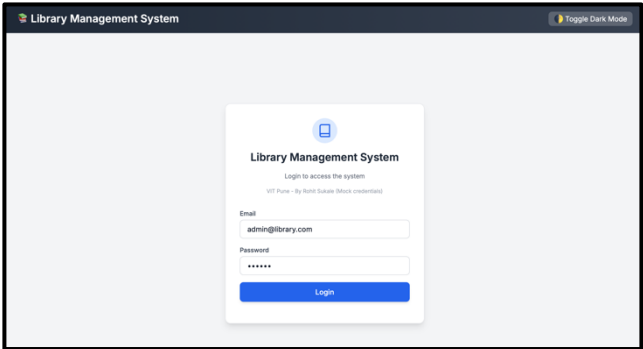 Library Management System
Toggle Dark Mode
Library Management System
Login to access the system
VIT Pune - By Rohit Sukale (Mock credentials)
Email
admin@library.com
Password
••••••
Login